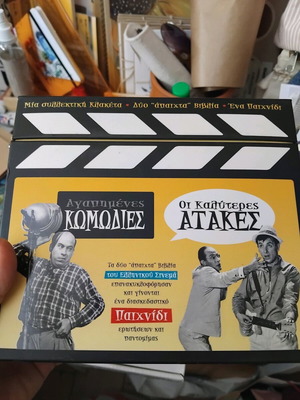 Μία συλλεκτική Κλακέτα - Δύο "άπαιχτα" Βιβλία - Ένα Παιχνίδι
Αγαπημένες
ΚΩΜΩΔΙΕΣ
Οι καλύτερες
ΑΤΑΚΕΣ
Τα δύο "άπαιχτα" Βιβλία
του Ελληνικού Σινεμά
επανακυκλοφόρησαν
και γίνονται
ένα διασκεδαστικό
Παιχνίδι
ερωτήσεων και
παντομίμας